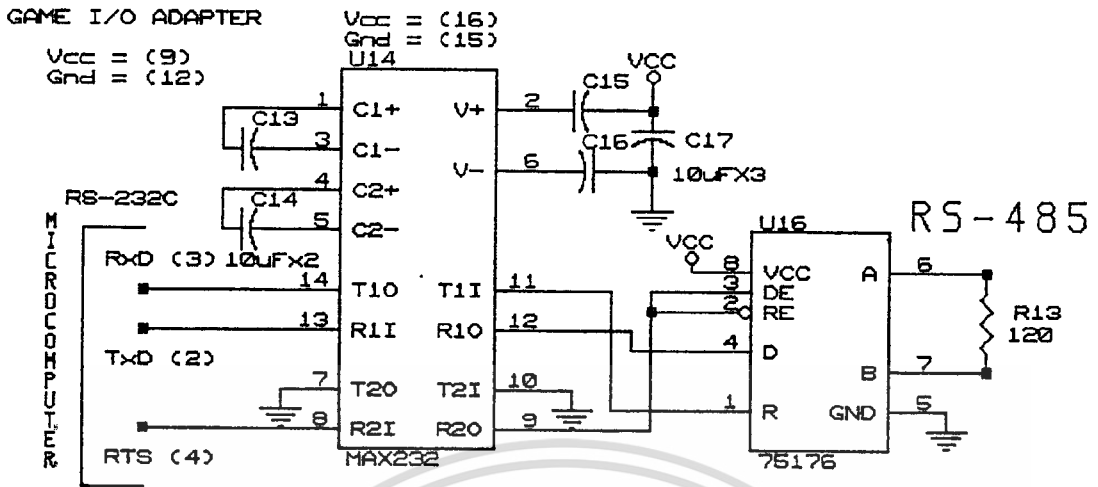 GAME I/O ADAPTER
Vcc = (9)
Gnd = (12)
Vcc = (16)
Gnd = (15)
U14
VCC
1
C1+
V+
2
C15
C13
3
C1-
C16
C17
4
C2+
V-
6
10uFX3
RS-232C
C14
5
C2-
U16
RS-485
MICROCOMPUTER
RxD (3)
10uFx2
VCC
8
VCC
A
6
14
T1O
T1I
11
3
DE
2
RE
R13
120
13
R1I
R1O
12
4
D
TxD (2)
B
7
7
T2O
T2I
10
1
R
GND
5
8
R2I
R2O
9
RTS (4)
MAX232
75176